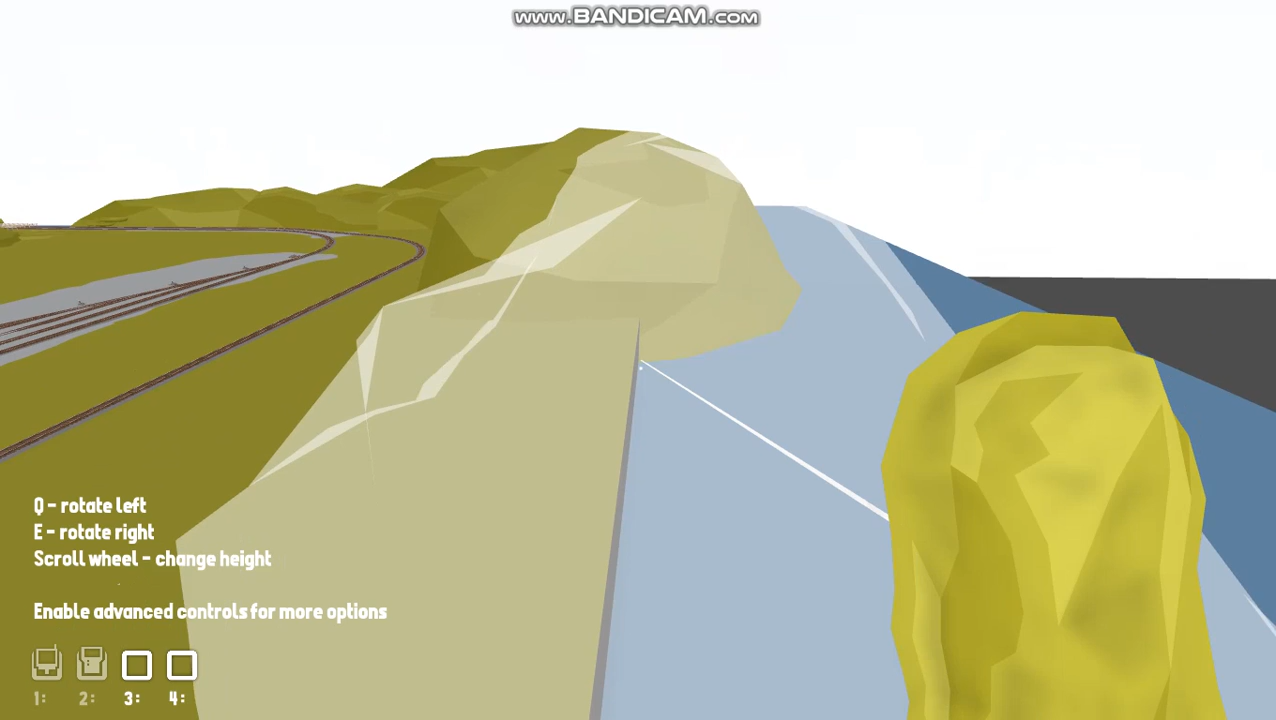 www.BANDICAM.com
Q - rotate left
E - rotate right
Scroll wheel - change height
Enable advanced controls for more options
1: 2: 3: 4: